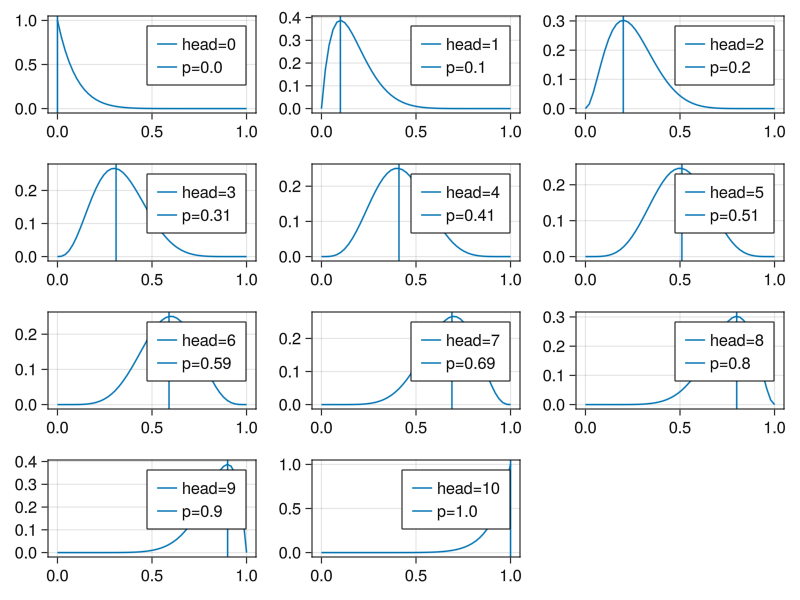 1.0
0.5
0.0
head=0
p=0.0
0.0 0.5 1.0
0.4
0.3
0.2
0.1
0.0
head=1
p=0.1
0.0 0.5 1.0
0.3
0.2
0.1
0.0
head=2
p=0.2
0.0 0.5 1.0
0.2
0.1
0.0
head=3
p=0.31
0.0 0.5 1.0
0.2
0.1
0.0
head=4
p=0.41
0.0 0.5 1.0
0.2
0.1
0.0
head=5
p=0.51
0.0 0.5 1.0
0.2
0.1
0.0
head=6
p=0.59
0.0 0.5 1.0
0.2
0.1
0.0
head=7
p=0.69
0.0 0.5 1.0
0.3
0.2
0.1
0.0
head=8
p=0.8
0.0 0.5 1.0
0.4
0.3
0.2
0.1
0.0
head=9
p=0.9
0.0 0.5 1.0
1.0
0.5
0.0
head=10
p=1.0
0.0 0.5 1.0